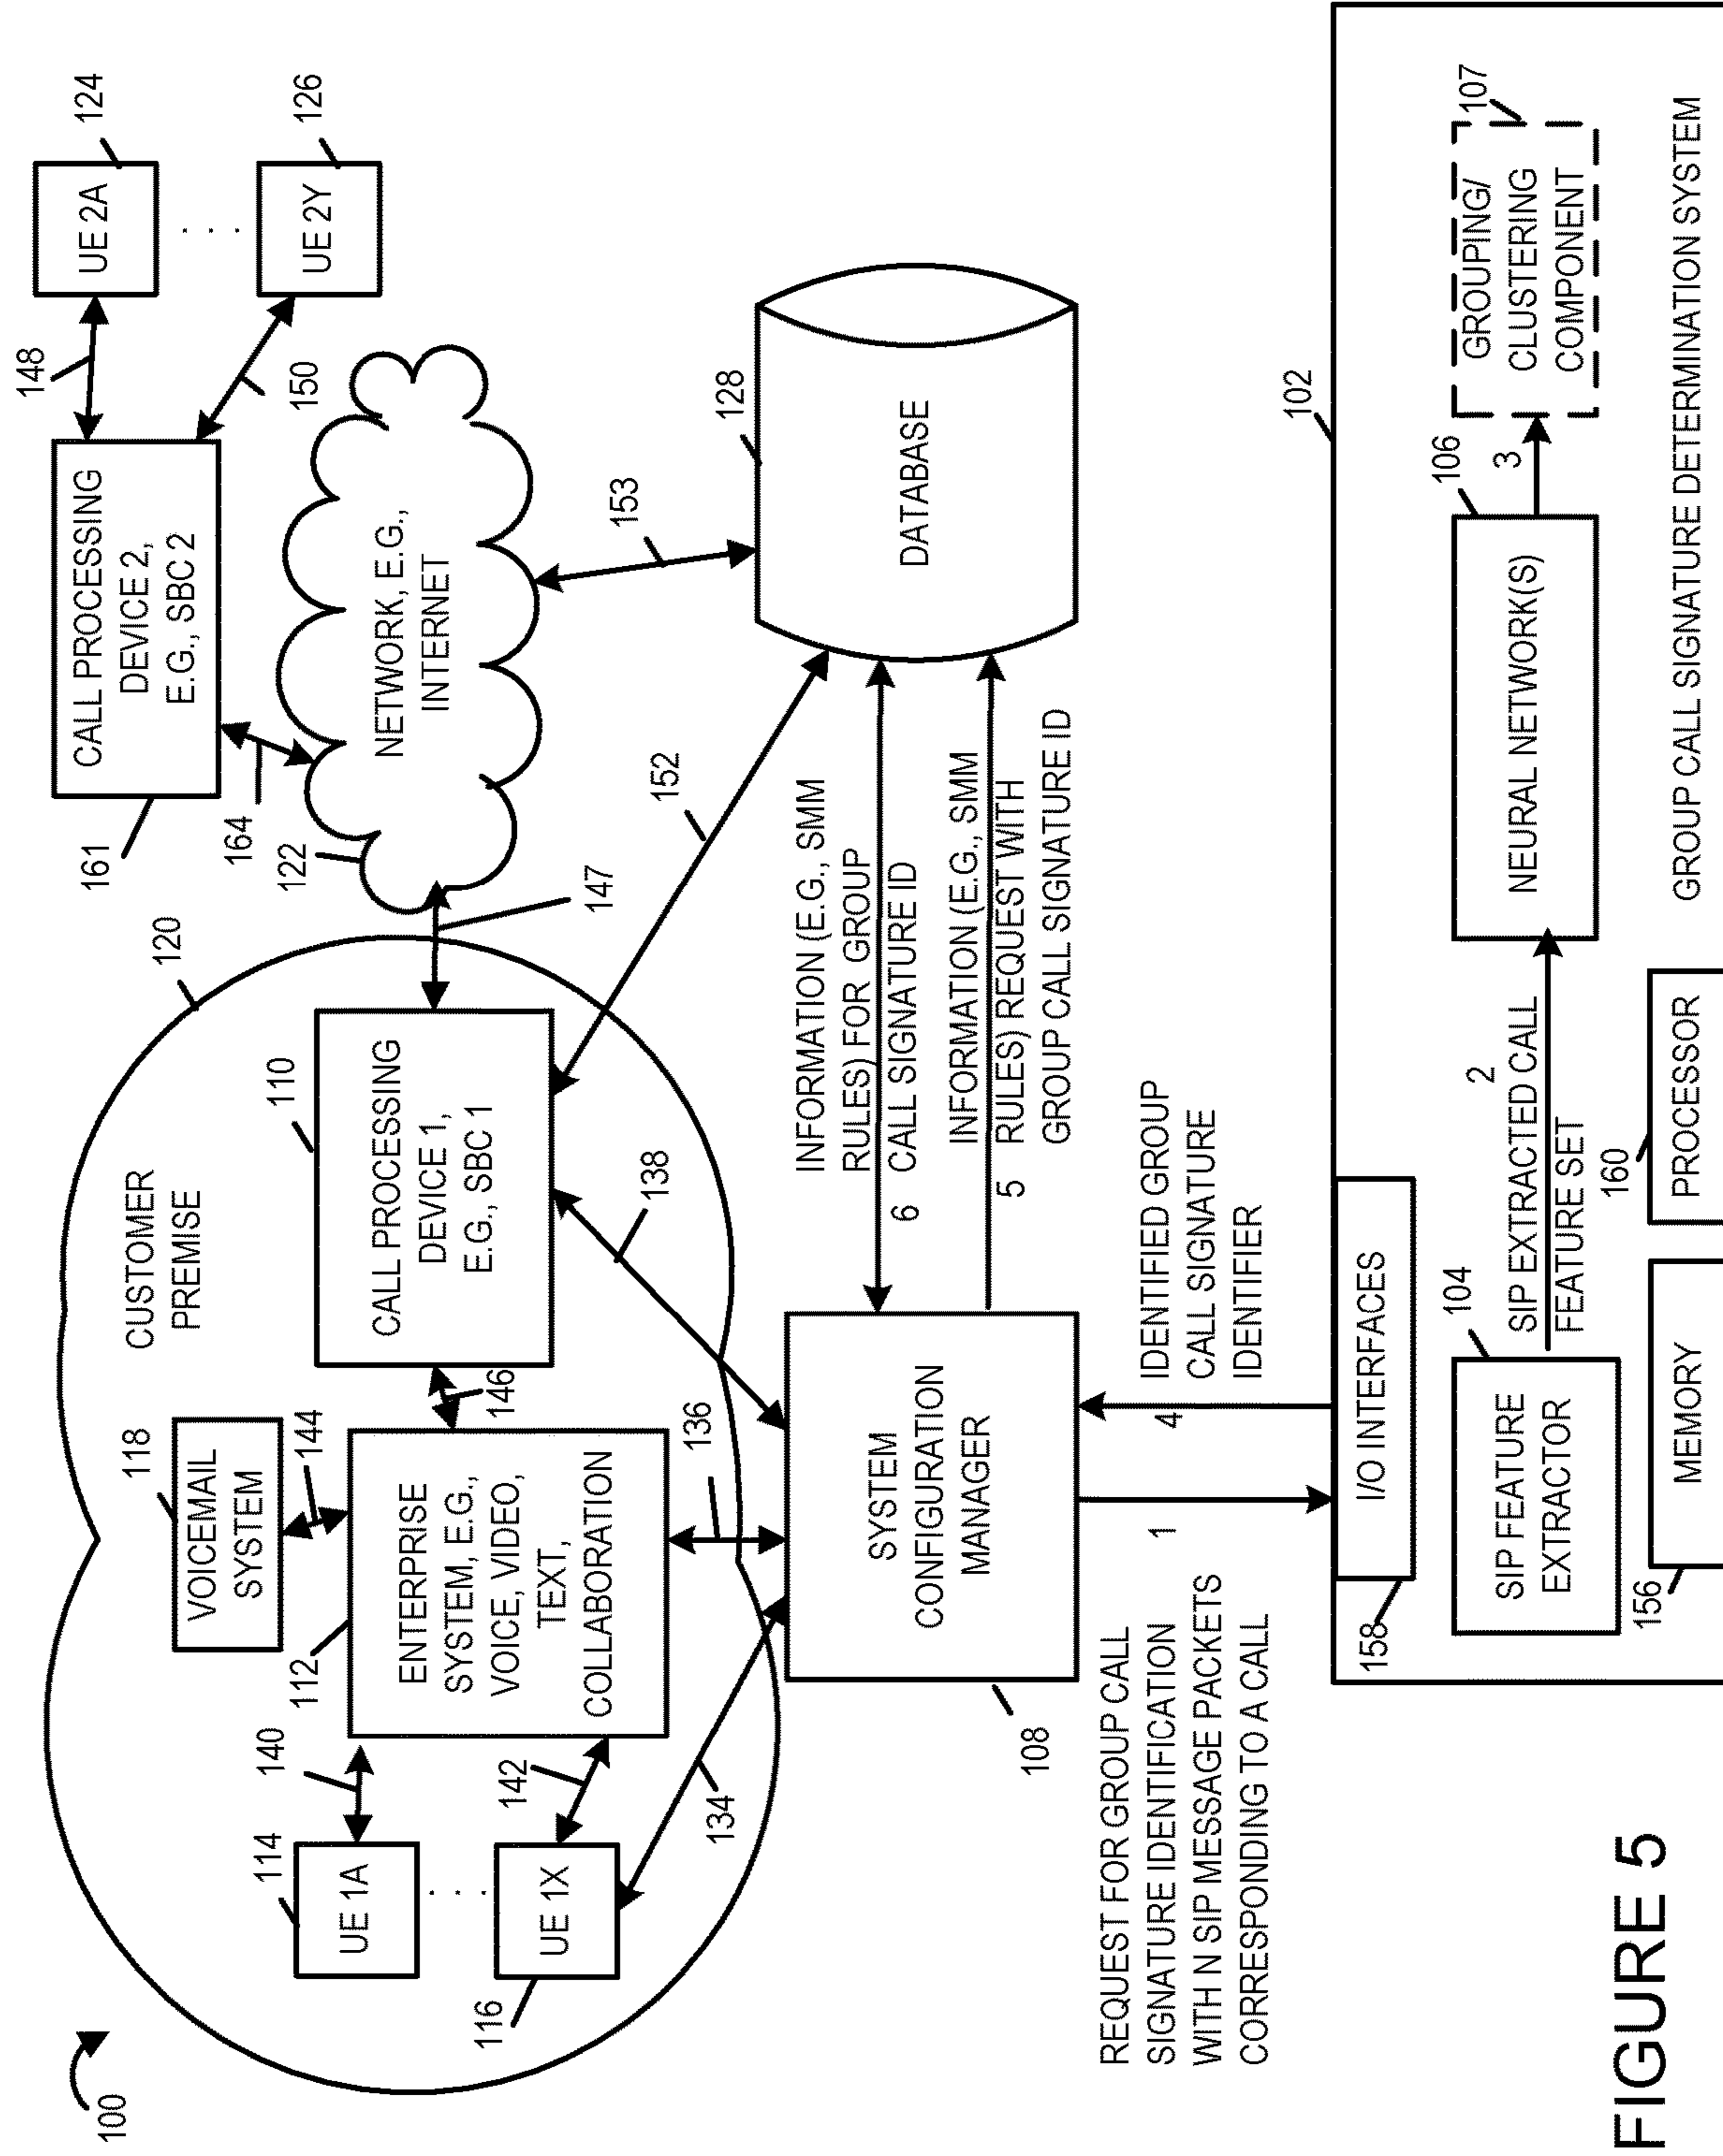 100
CUSTOMER
PREMISE
120
114
UE 1A
. . .
UE 1X
116
140
142
134
118
VOICEMAIL
SYSTEM
144
112
ENTERPRISE
SYSTEM, E.G.,
VOICE, VIDEO,
TEXT,
COLLABORATION
146
136
110
CALL PROCESSING
DEVICE 1,
E.G., SBC 1
138
147
122
NETWORK, E.G.,
INTERNET
164
161
CALL PROCESSING
DEVICE 2,
E.G., SBC 2
148
150
UE 2A
124
. . .
UE 2Y
126
152
153
128
DATABASE
SYSTEM
CONFIGURATION
MANAGER
108
INFORMATION (E.G., SMM
RULES) FOR GROUP
6 CALL SIGNATURE ID
INFORMATION (E.G., SMM
5 RULES) REQUEST WITH
GROUP CALL SIGNATURE ID
REQUEST FOR GROUP CALL
SIGNATURE IDENTIFICATION
WITH N SIP MESSAGE PACKETS
CORRESPONDING TO A CALL
1
4
IDENTIFIED GROUP
CALL SIGNATURE
IDENTIFIER
102
158
I/O INTERFACES
104
SIP FEATURE
EXTRACTOR
2
SIP EXTRACTED CALL
FEATURE SET
106
NEURAL NETWORK(S)
3
107
GROUPING/
CLUSTERING
COMPONENT
156
MEMORY
160
PROCESSOR
GROUP CALL SIGNATURE DETERMINATION SYSTEM
FIGURE 5